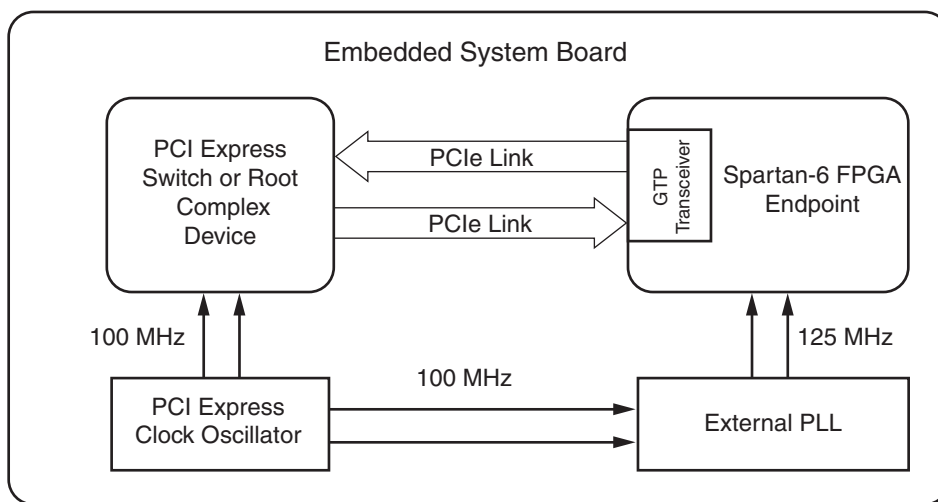 Embedded System Board
PCI Express
Switch or Root
Complex
Device
PCIe Link
PCIe Link
GTP
Transceiver
Spartan-6 FPGA
Endpoint
100 MHz
100 MHz
125 MHz
PCI Express
Clock Oscillator
External PLL